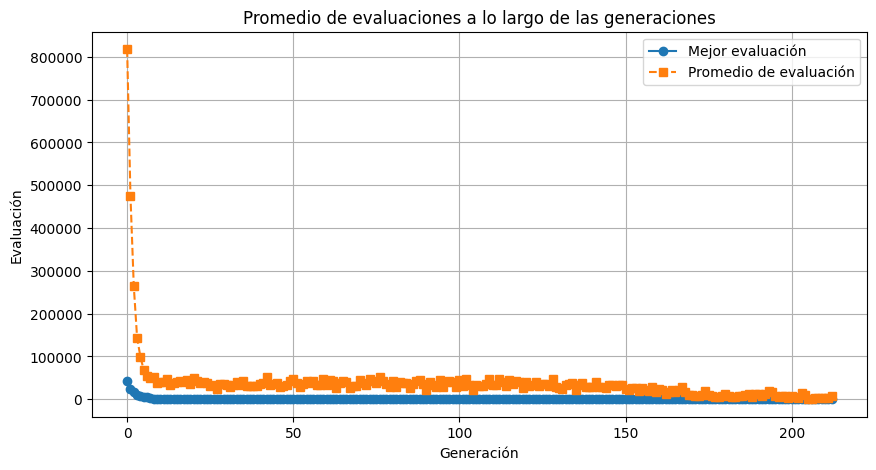 Promedio de evaluaciones a lo largo de las generaciones
Mejor evaluación
Promedio de evaluación
Evaluación
800000
700000
600000
500000
400000
300000
200000
100000
0
0
50
100
150
200
Generación